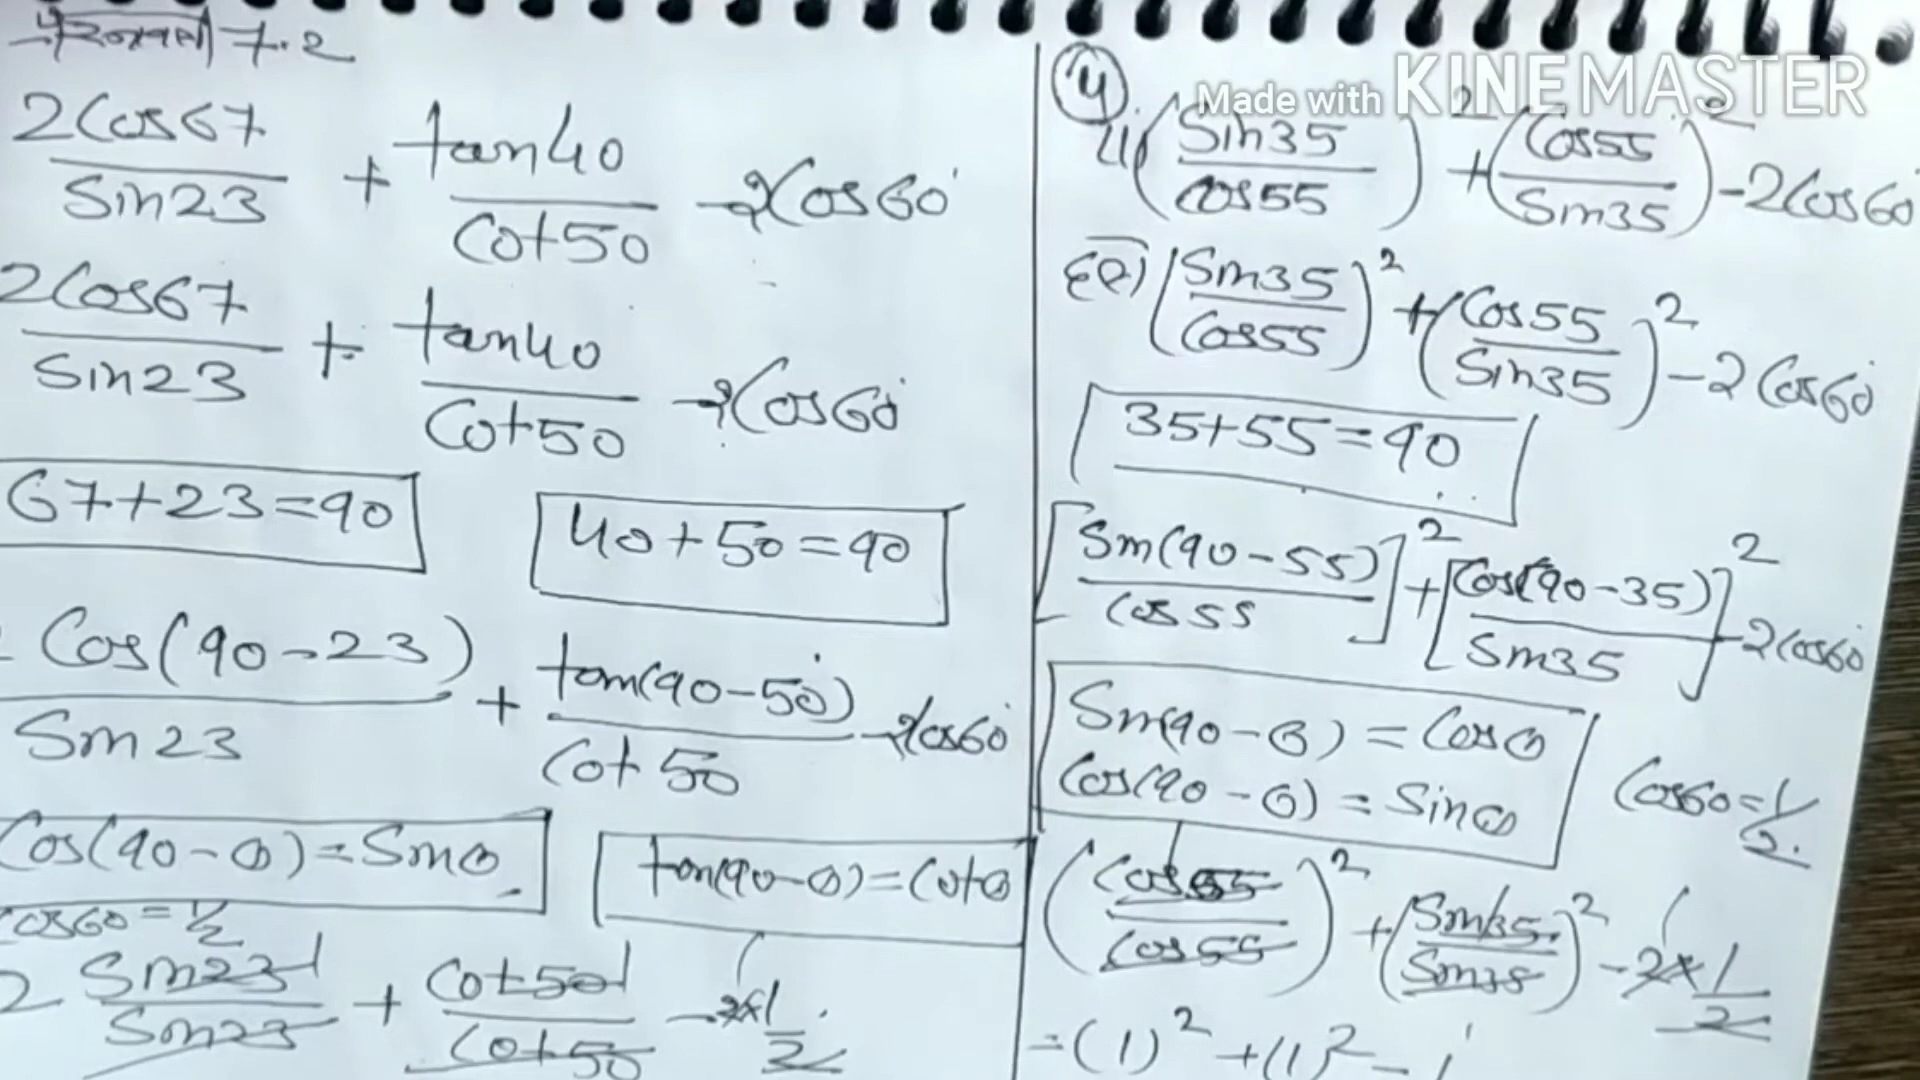 प्रश्नावली 7.2
2Cos67/Sin23 + tan40/Cot50 - 2Cos60°
2Cos67/Sin23 + tan40/Cot50 - 2Cos60°
67+23=90
40+50=90
Cos(90-23)/Sin23 + tan(90-50°)/Cot50 - 2Cos60°
Cos(90-θ)=Sinθ
tan(90-θ)=Cotθ
Cos60=1/2
2 Sin23/Sin23 + Cot50/Cot50 - 2×1/2
Made with KINEMASTER
(Sin35/Cos55)² + (Cos55/Sin35)² - 2Cos60
हल (Sin35/Cos55)² + (Cos55/Sin35)² - 2Cos60°
35+55=90
[Sin(90-55)/Cos55]² + [Cos(90-35)/Sin35]² - 2Cos60
Sin(90-θ)=Cosθ
Cos(90-θ)=Sinθ
Cos60=1/2
(Cos55/Cos55)² + (Sin35/Sin35)² - 2×1/2
=(1)²+(1)²-1